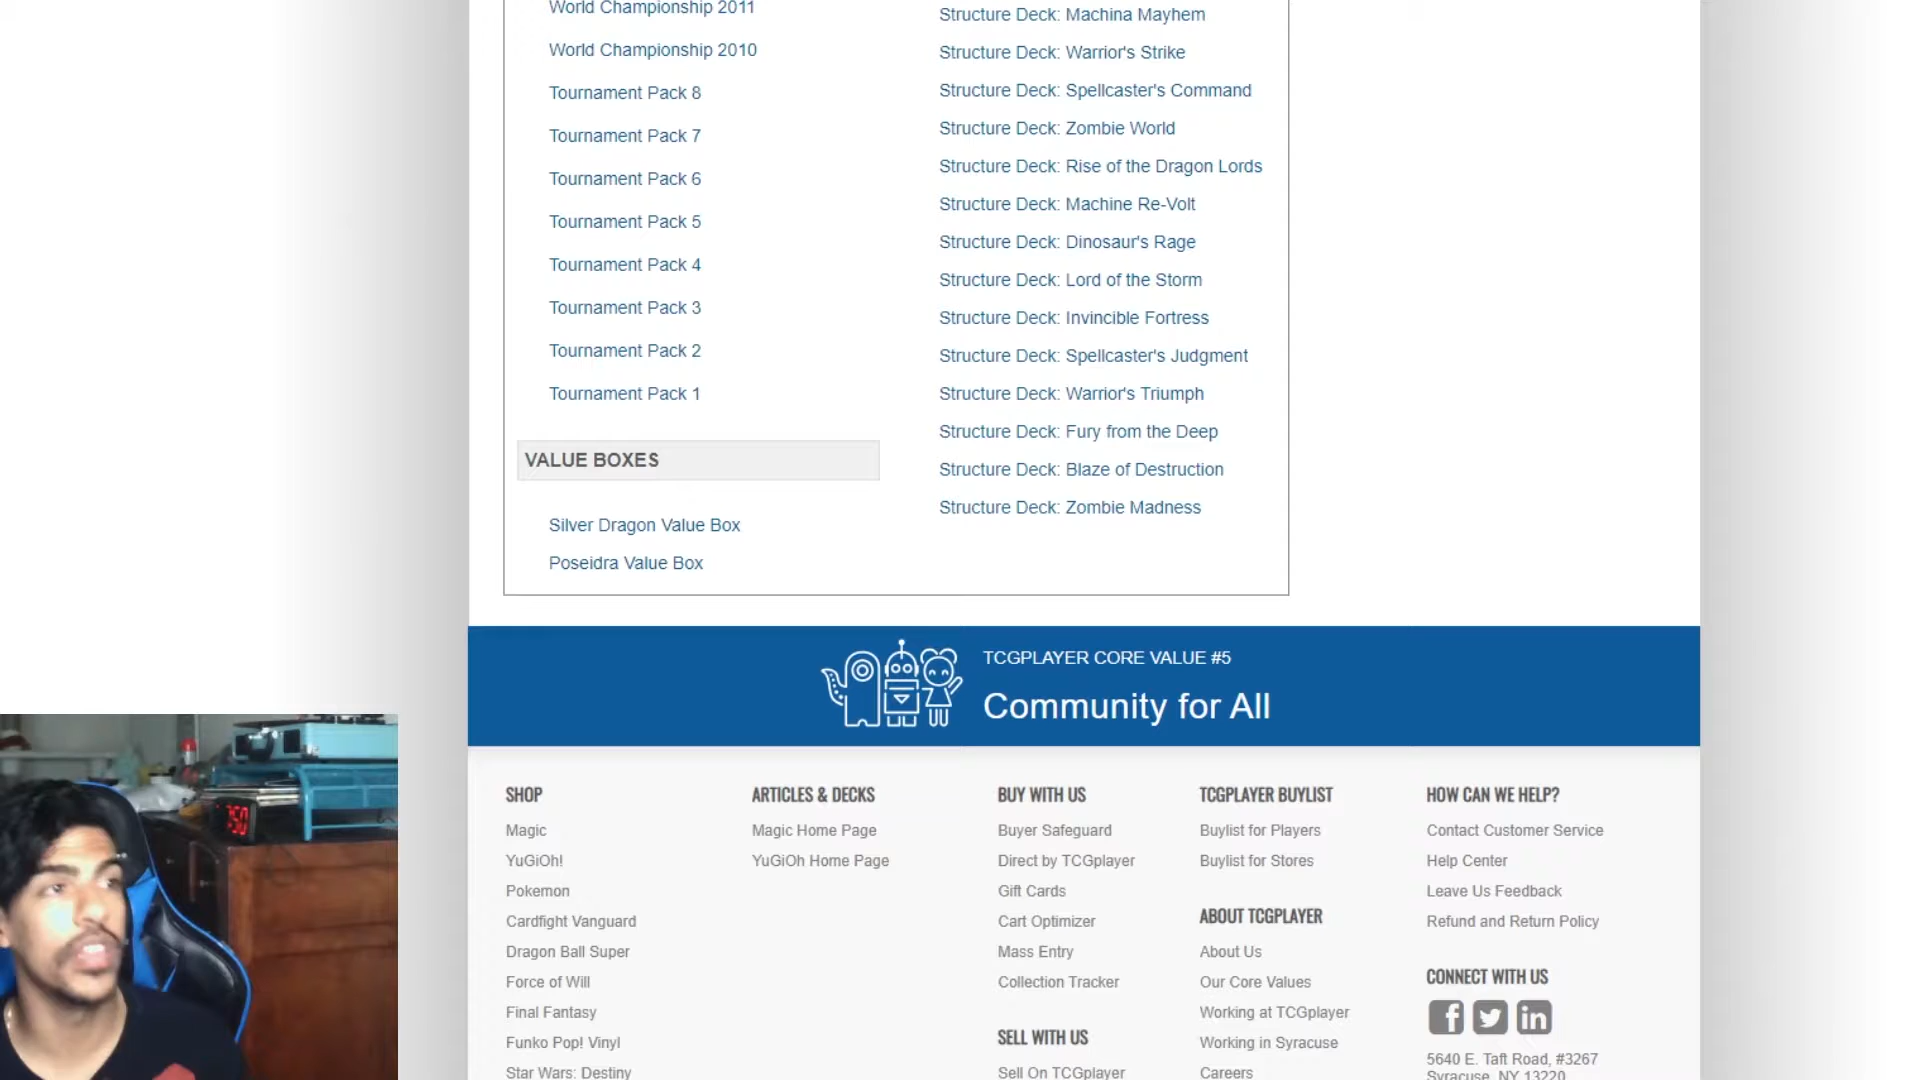 World Championship 2011
World Championship 2010
Tournament Pack 8
Tournament Pack 7
Tournament Pack 6
Tournament Pack 5
Tournament Pack 4
Tournament Pack 3
Tournament Pack 2
Tournament Pack 1
VALUE BOXES
Silver Dragon Value Box
Poseidra Value Box
Structure Deck: Machina Mayhem
Structure Deck: Warrior's Strike
Structure Deck: Spellcaster's Command
Structure Deck: Zombie World
Structure Deck: Rise of the Dragon Lords
Structure Deck: Machine Re-Volt
Structure Deck: Dinosaur's Rage
Structure Deck: Lord of the Storm
Structure Deck: Invincible Fortress
Structure Deck: Spellcaster's Judgment
Structure Deck: Warrior's Triumph
Structure Deck: Fury from the Deep
Structure Deck: Blaze of Destruction
Structure Deck: Zombie Madness
TCGPLAYER CORE VALUE #5
Community for All
SHOP
Magic
YuGiOh!
Pokemon
Cardfight Vanguard
Dragon Ball Super
Force of Will
Final Fantasy
Funko Pop! Vinyl
Star Wars: Destiny
ARTICLES & DECKS
Magic Home Page
YuGiOh Home Page
BUY WITH US
Buyer Safeguard
Direct by TCGplayer
Gift Cards
Cart Optimizer
Mass Entry
Collection Tracker
SELL WITH US
Sell On TCGplayer
TCGPLAYER BUYLIST
Buylist for Players
Buylist for Stores
ABOUT TCGPLAYER
About Us
Our Core Values
Working at TCGplayer
Working in Syracuse
Careers
HOW CAN WE HELP?
Contact Customer Service
Help Center
Leave Us Feedback
Refund and Return Policy
CONNECT WITH US
5640 E. Taft Road, #3267
Syracuse, NY 13220